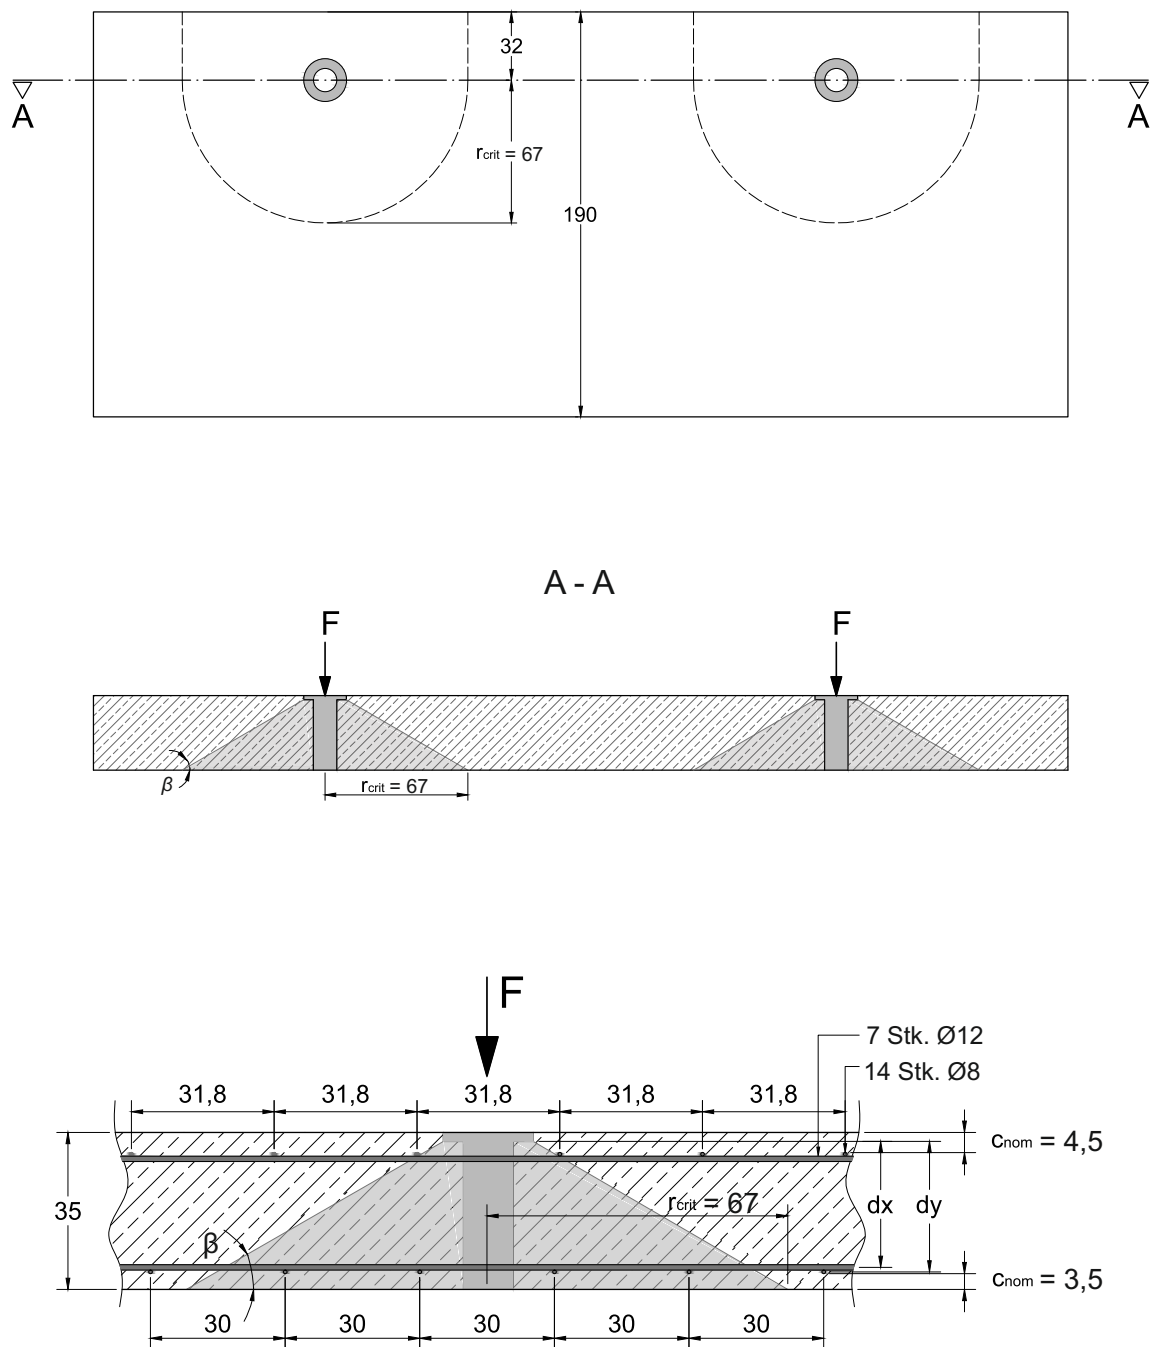 32
A
A
rcrit = 67
190
A - A
F
F
β
rcrit = 67
F
7 Stk. Ø12
14 Stk. Ø8
31,8
31,8
31,8
31,8
31,8
cnom = 4,5
35
rcrit = 67
dx
dy
β
cnom = 3,5
30
30
30
30
30